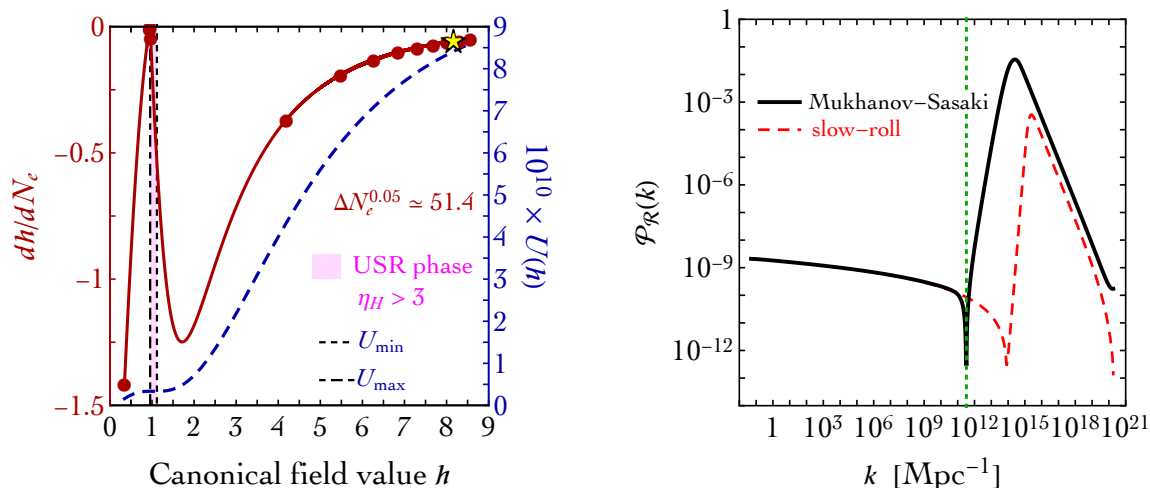 0
-0.5
-1
-1.5
dh/dN_e
9
8
7
6
5
4
3
2
1
0
10^10 × U(h)
ΔN_e^0.05 ≃ 51.4
USR phase
η_H > 3
U_min
U_max
0 1 2 3 4 5 6 7 8 9
Canonical field value h
1
10^-3
10^-6
10^-9
10^-12
𝒫_ℛ(k)
Mukhanov–Sasaki
slow–roll
1 10^3 10^6 10^9 10^12 10^15 10^18 10^21
k [Mpc^-1]